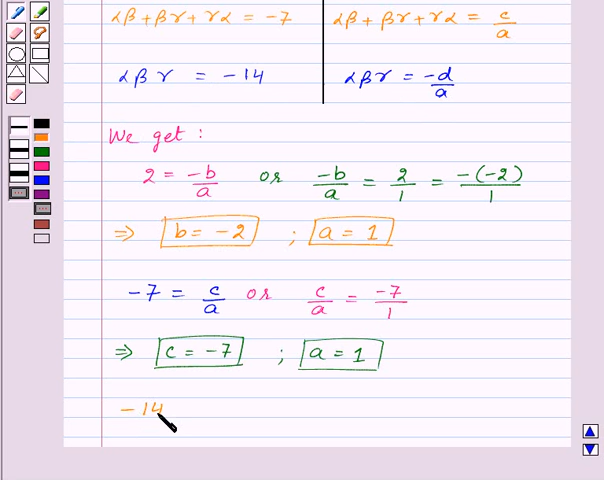 αβ + βγ + γα = -7 αβ + βγ + γα = c/a
αβγ = -14 αβγ = -d/a
We get :
2 = -b/a or -b/a = 2/1 = -(-2)/1
⇒ b = -2 ; a = 1
-7 = c/a or c/a = -7/1
⇒ c = -7 ; a = 1
-14